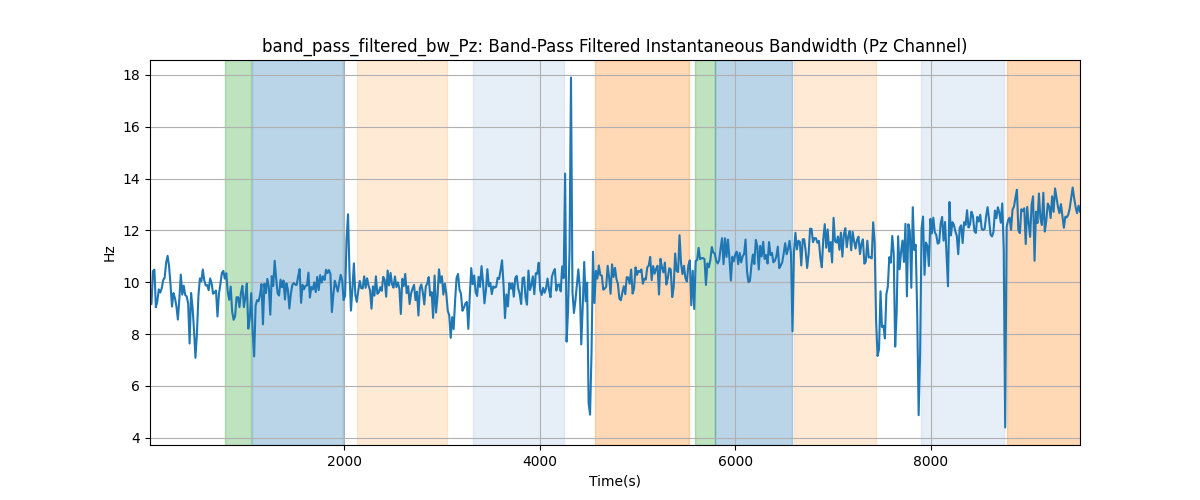 band_pass_filtered_bw_Pz: Band-Pass Filtered Instantaneous Bandwidth (Pz Channel)
18
16
14
12
10
8
6
4
Hz
2000 4000 6000 8000
Time(s)